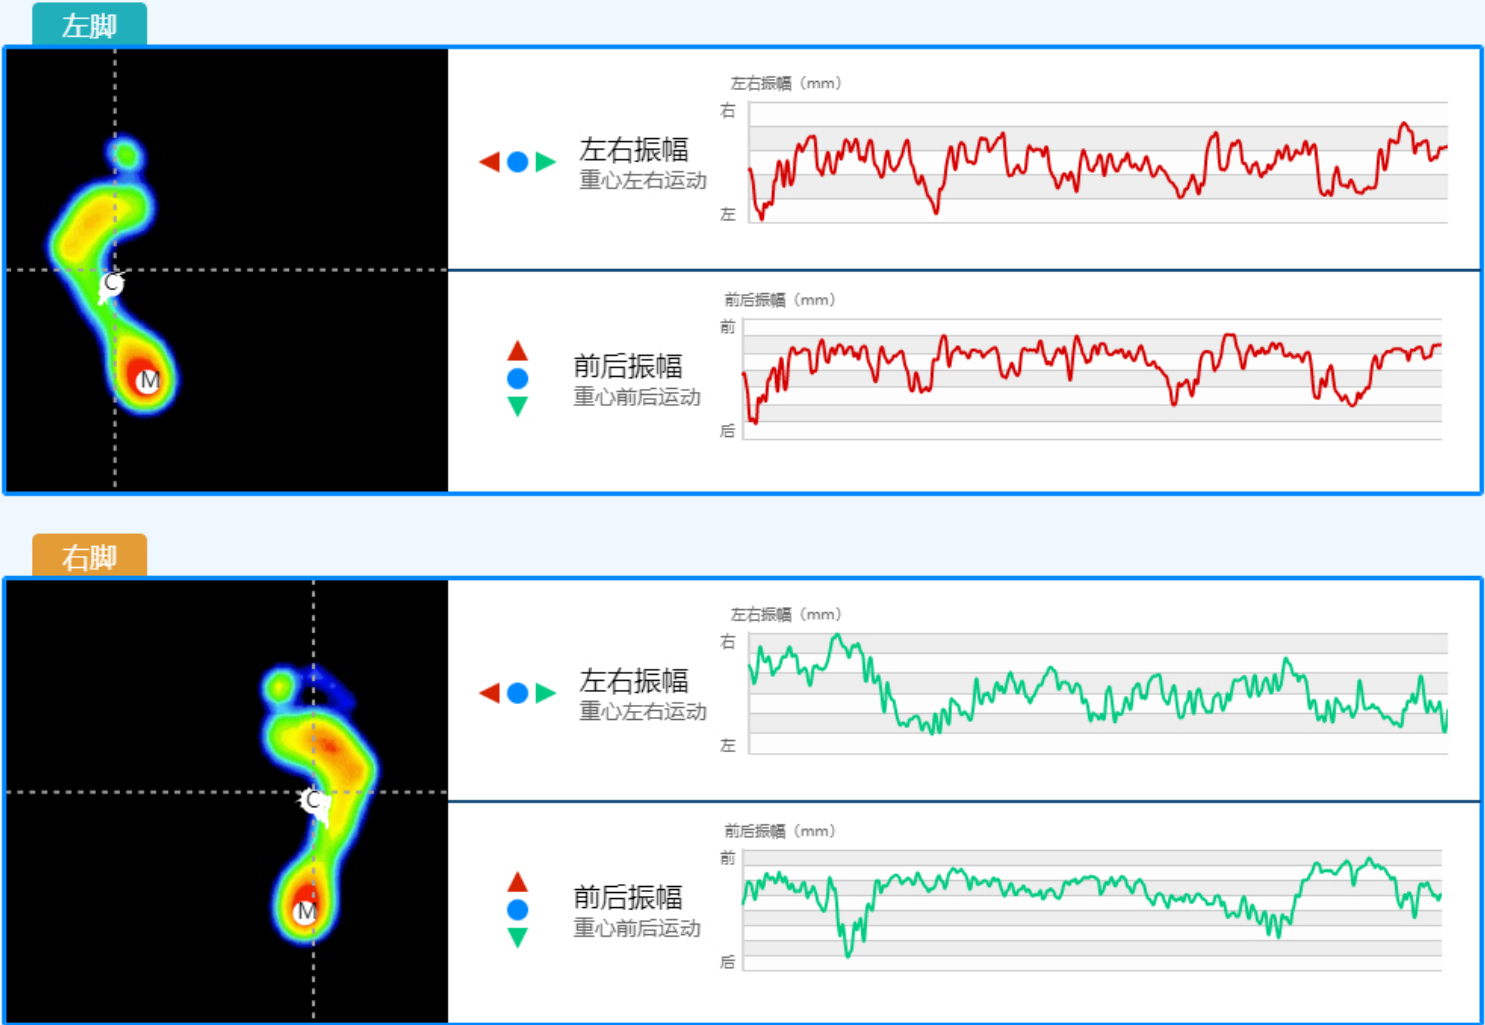 左脚
左右振幅（mm）
右
左右振幅
重心左右运动
左
C
前后振幅（mm）
前
前后振幅
重心前后运动
M
后
右脚
左右振幅（mm）
右
左右振幅
重心左右运动
左
C
前后振幅（mm）
前
前后振幅
重心前后运动
M
后